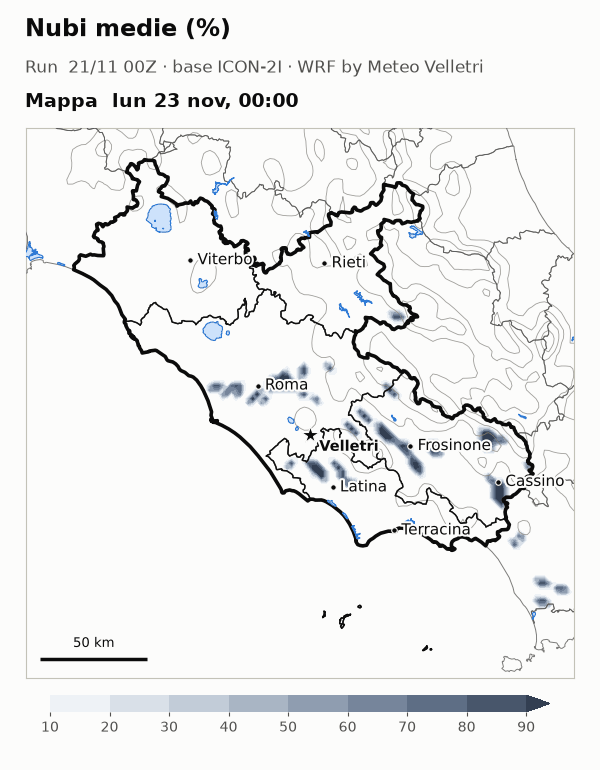 Nubi medie (%)
Run  21/11 00Z · base ICON-2I · WRF by Meteo Velletri
Mappa  lun 23 nov, 00:00
Viterbo
Rieti
Roma
Velletri
Frosinone
Cassino
Latina
Terracina
50 km
10 20 30 40 50 60 70 80 90